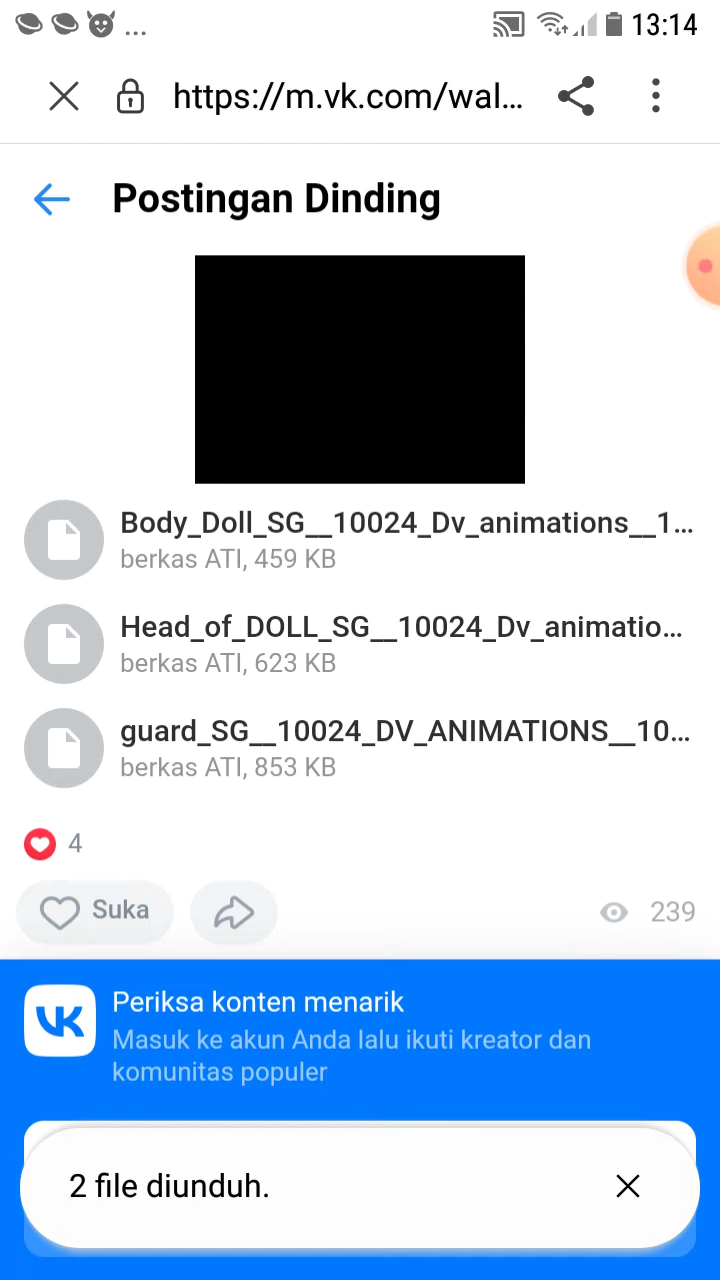 ... 13:14
https://m.vk.com/wal...
Postingan Dinding
Body_Doll_SG__10024_Dv_animations__1...
berkas ATI, 459 KB
Head_of_DOLL_SG__10024_Dv_animatio...
berkas ATI, 623 KB
guard_SG__10024_DV_ANIMATIONS__10...
berkas ATI, 853 KB
4
Suka
239
VK
Periksa konten menarik
Masuk ke akun Anda lalu ikuti kreator dan
komunitas populer
2 file diunduh.